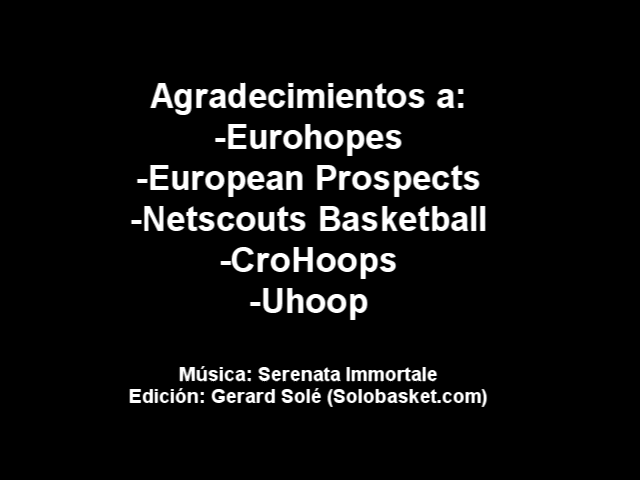 Agradecimientos a:
-Eurohopes
-European Prospects
-Netscouts Basketball
-CroHoops
-Uhoop
Música: Serenata Immortale
Edición: Gerard Solé (Solobasket.com)